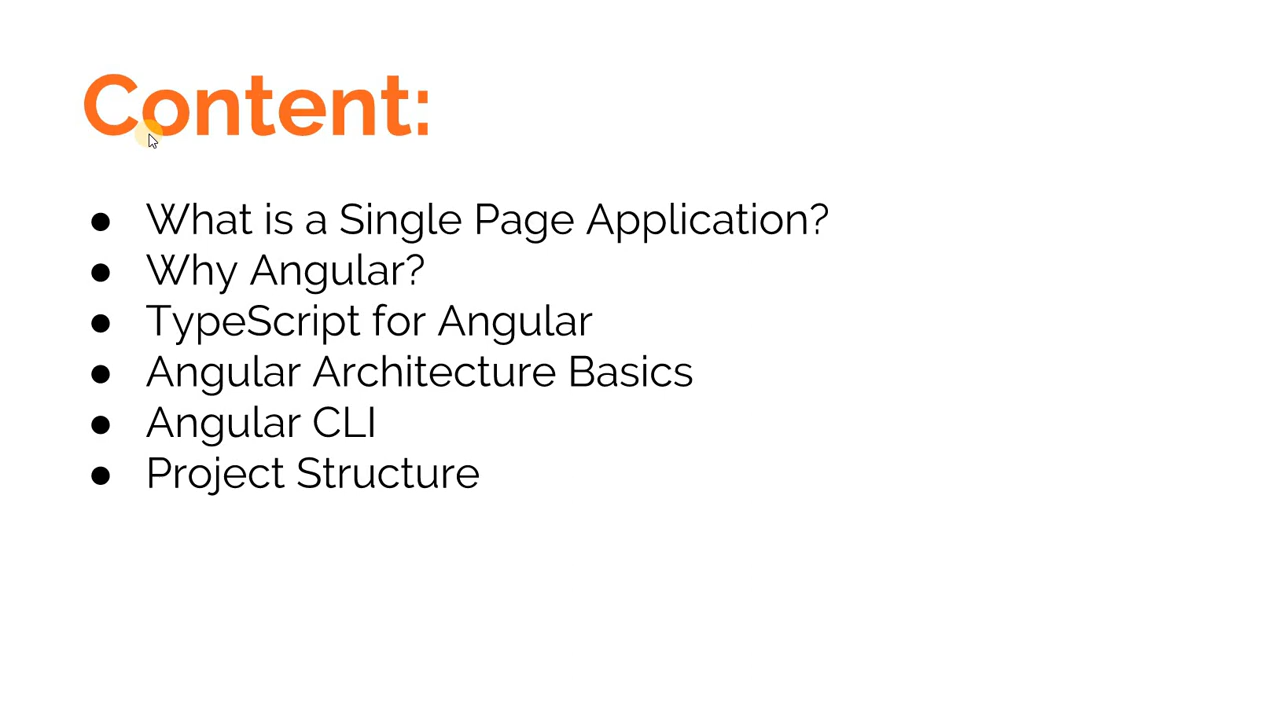 Content:
● What is a Single Page Application?
● Why Angular?
● TypeScript for Angular
● Angular Architecture Basics
● Angular CLI
● Project Structure